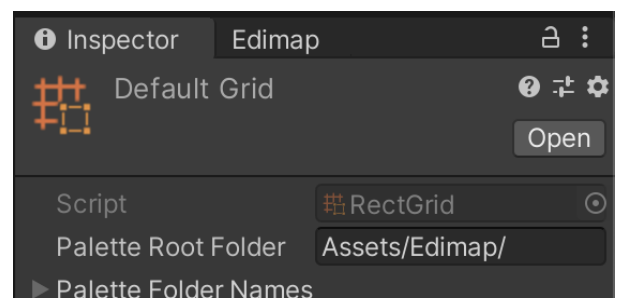 Inspector Edimap
Default Grid
Open
Script RectGrid
Palette Root Folder Assets/Edimap/
Palette Folder Names